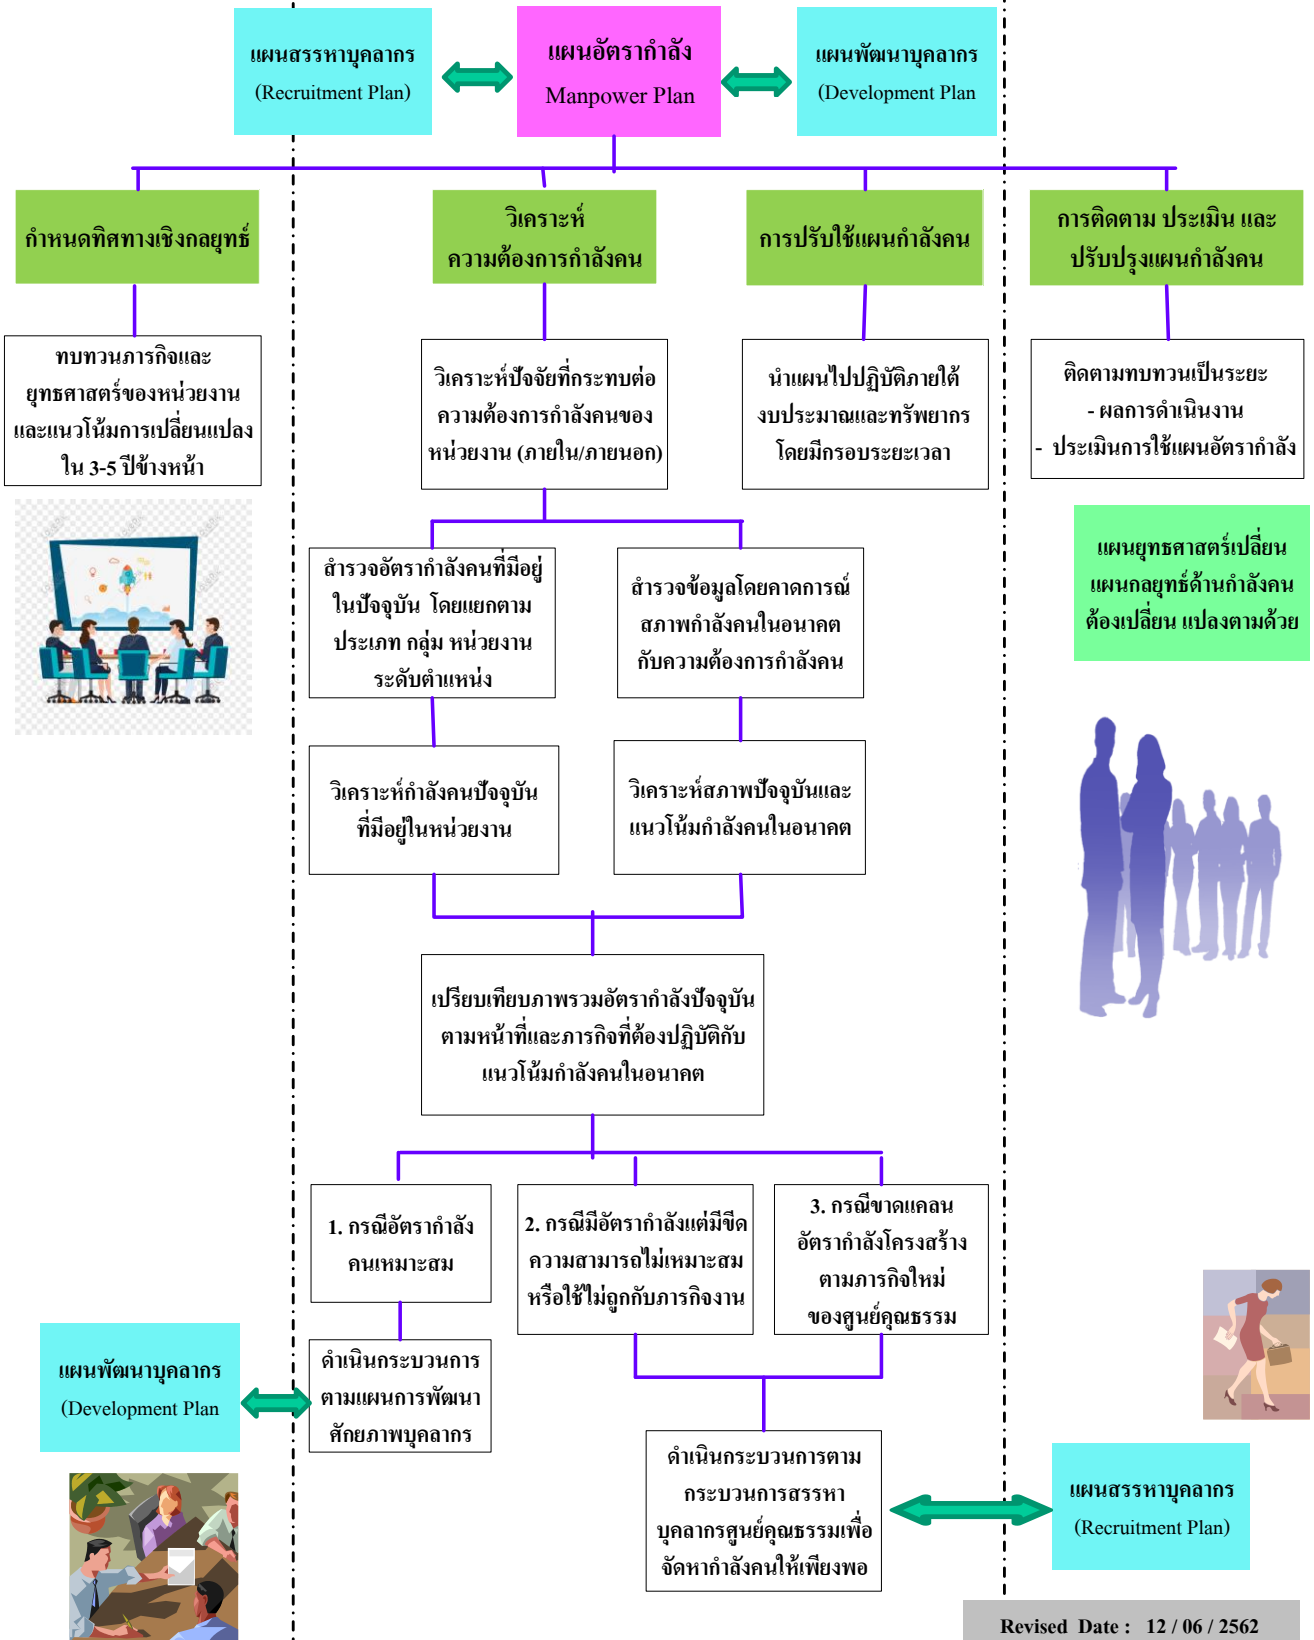 แผนสรรหาบุคลากร
(Recruitment Plan)
แผนอัตรากำลัง
Manpower Plan
แผนพัฒนาบุคลากร
(Development Plan
กำหนดทิศทางเชิงกลยุทธ์
วิเคราะห์
ความต้องการกำลังคน
การปรับใช้แผนกำลังคน
การติดตาม ประเมิน และ
ปรับปรุงแผนกำลังคน
ทบทวนภารกิจและ
ยุทธศาสตร์ของหน่วยงาน
และแนวโน้มการเปลี่ยนแปลง
ใน 3-5 ปีข้างหน้า
วิเคราะห์ปัจจัยที่กระทบต่อ
ความต้องการกำลังคนของ
หน่วยงาน (ภายใน/ภายนอก)
นำแผนไปปฏิบัติภายใต้
งบประมาณและทรัพยากร
โดยมีกรอบระยะเวลา
ติดตามทบทวนเป็นระยะ
- ผลการดำเนินงาน
- ประเมินการใช้แผนอัตรากำลัง
แผนยุทธศาสตร์เปลี่ยน
แผนกลยุทธ์ด้านกำลังคน
ต้องเปลี่ยน แปลงตามด้วย
สำรวจอัตรากำลังคนที่มีอยู่
ในปัจจุบัน โดยแยกตาม
ประเภท กลุ่ม หน่วยงาน
ระดับตำแหน่ง
สำรวจข้อมูลโดยคาดการณ์
สภาพกำลังคนในอนาคต
กับความต้องการกำลังคน
วิเคราะห์กำลังคนปัจจุบัน
ที่มีอยู่ในหน่วยงาน
วิเคราะห์สภาพปัจจุบันและ
แนวโน้มกำลังคนในอนาคต
เปรียบเทียบภาพรวมอัตรากำลังปัจจุบัน
ตามหน้าที่และภารกิจที่ต้องปฏิบัติกับ
แนวโน้มกำลังคนในอนาคต
1. กรณีอัตรากำลัง
คนเหมาะสม
2. กรณีมีอัตรากำลังแต่มีขีด
ความสามารถไม่เหมาะสม
หรือใช้ไม่ถูกกับภารกิจงาน
3. กรณีขาดแคลน
อัตรากำลังโครงสร้าง
ตามภารกิจใหม่
ของศูนย์คุณธรรม
แผนพัฒนาบุคลากร
(Development Plan
ดำเนินกระบวนการ
ตามแผนการพัฒนา
ศักยภาพบุคลากร
ดำเนินกระบวนการตาม
กระบวนการสรรหา
บุคลากรศูนย์คุณธรรมเพื่อ
จัดหากำลังคนให้เพียงพอ
แผนสรรหาบุคลากร
(Recruitment Plan)
Revised Date : 12 / 06 / 2562